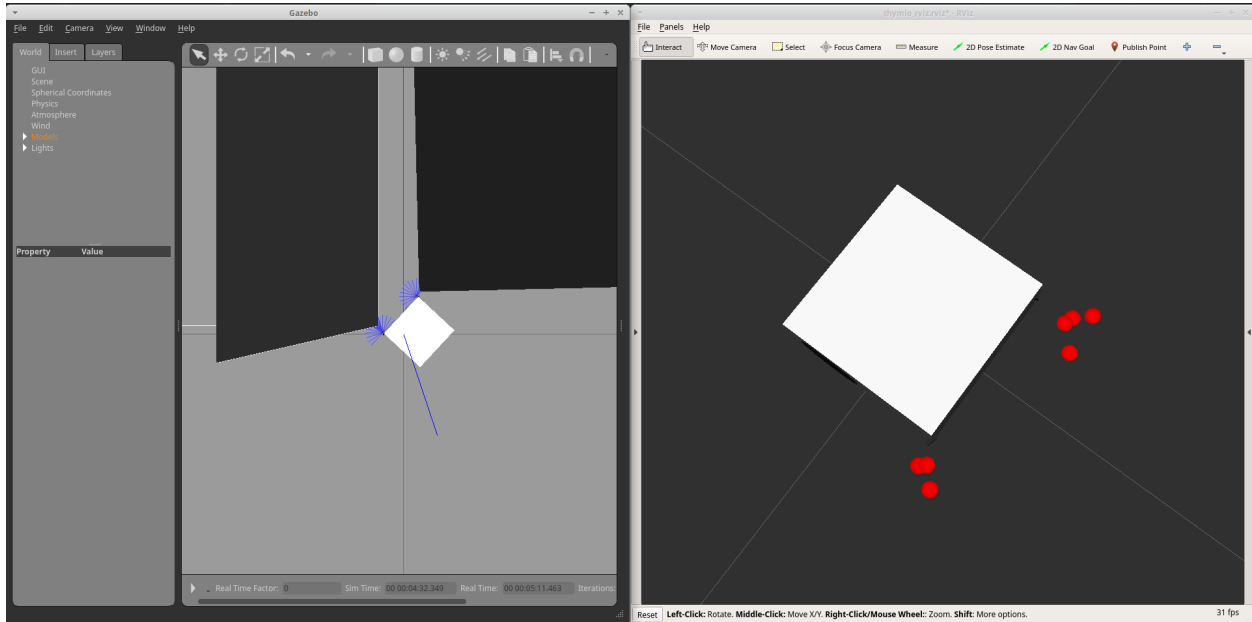 Gazebo
File Edit Camera View Window Help
World Insert Layers
GUI
Scene
Spherical Coordinates
Physics
Atmosphere
Wind
Models
Lights
Property Value
Real Time Factor: 0 Sim Time: 00 00:04:32.349 Real Time: 00 00:05:11.463 Iterations:
thymio_rviz.rviz* - RViz
File Panels Help
Interact Move Camera Select Focus Camera Measure 2D Pose Estimate 2D Nav Goal Publish Point
Reset Left-Click: Rotate. Middle-Click: Move X/Y. Right-Click/Mouse Wheel:: Zoom. Shift: More options. 31 fps